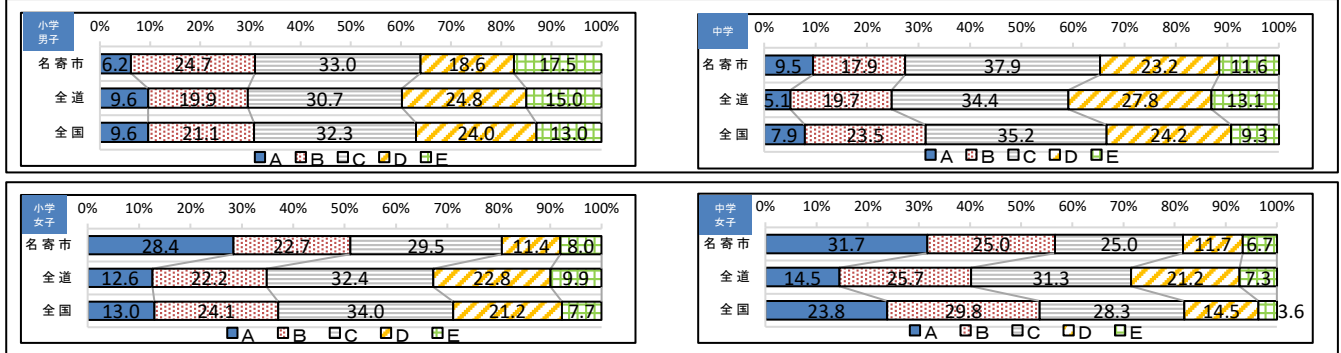 小学
男子
0% 10% 20% 30% 40% 50% 60% 70% 80% 90% 100%
名寄市 6.2 24.7 33.0 18.6 17.5
全道 9.6 19.9 30.7 24.8 15.0
全国 9.6 21.1 32.3 24.0 13.0
A B C D E
中学
0% 10% 20% 30% 40% 50% 60% 70% 80% 90% 100%
名寄市 9.5 17.9 37.9 23.2 11.6
全道 5.1 19.7 34.4 27.8 13.1
全国 7.9 23.5 35.2 24.2 9.3
A B C D E
小学
女子
0% 10% 20% 30% 40% 50% 60% 70% 80% 90% 100%
名寄市 28.4 22.7 29.5 11.4 8.0
全道 12.6 22.2 32.4 22.8 9.9
全国 13.0 24.1 34.0 21.2 7.7
A B C D E
中学
女子
0% 10% 20% 30% 40% 50% 60% 70% 80% 90% 100%
名寄市 31.7 25.0 25.0 11.7 6.7
全道 14.5 25.7 31.3 21.2 7.3
全国 23.8 29.8 28.3 14.5 3.6
A B C D E